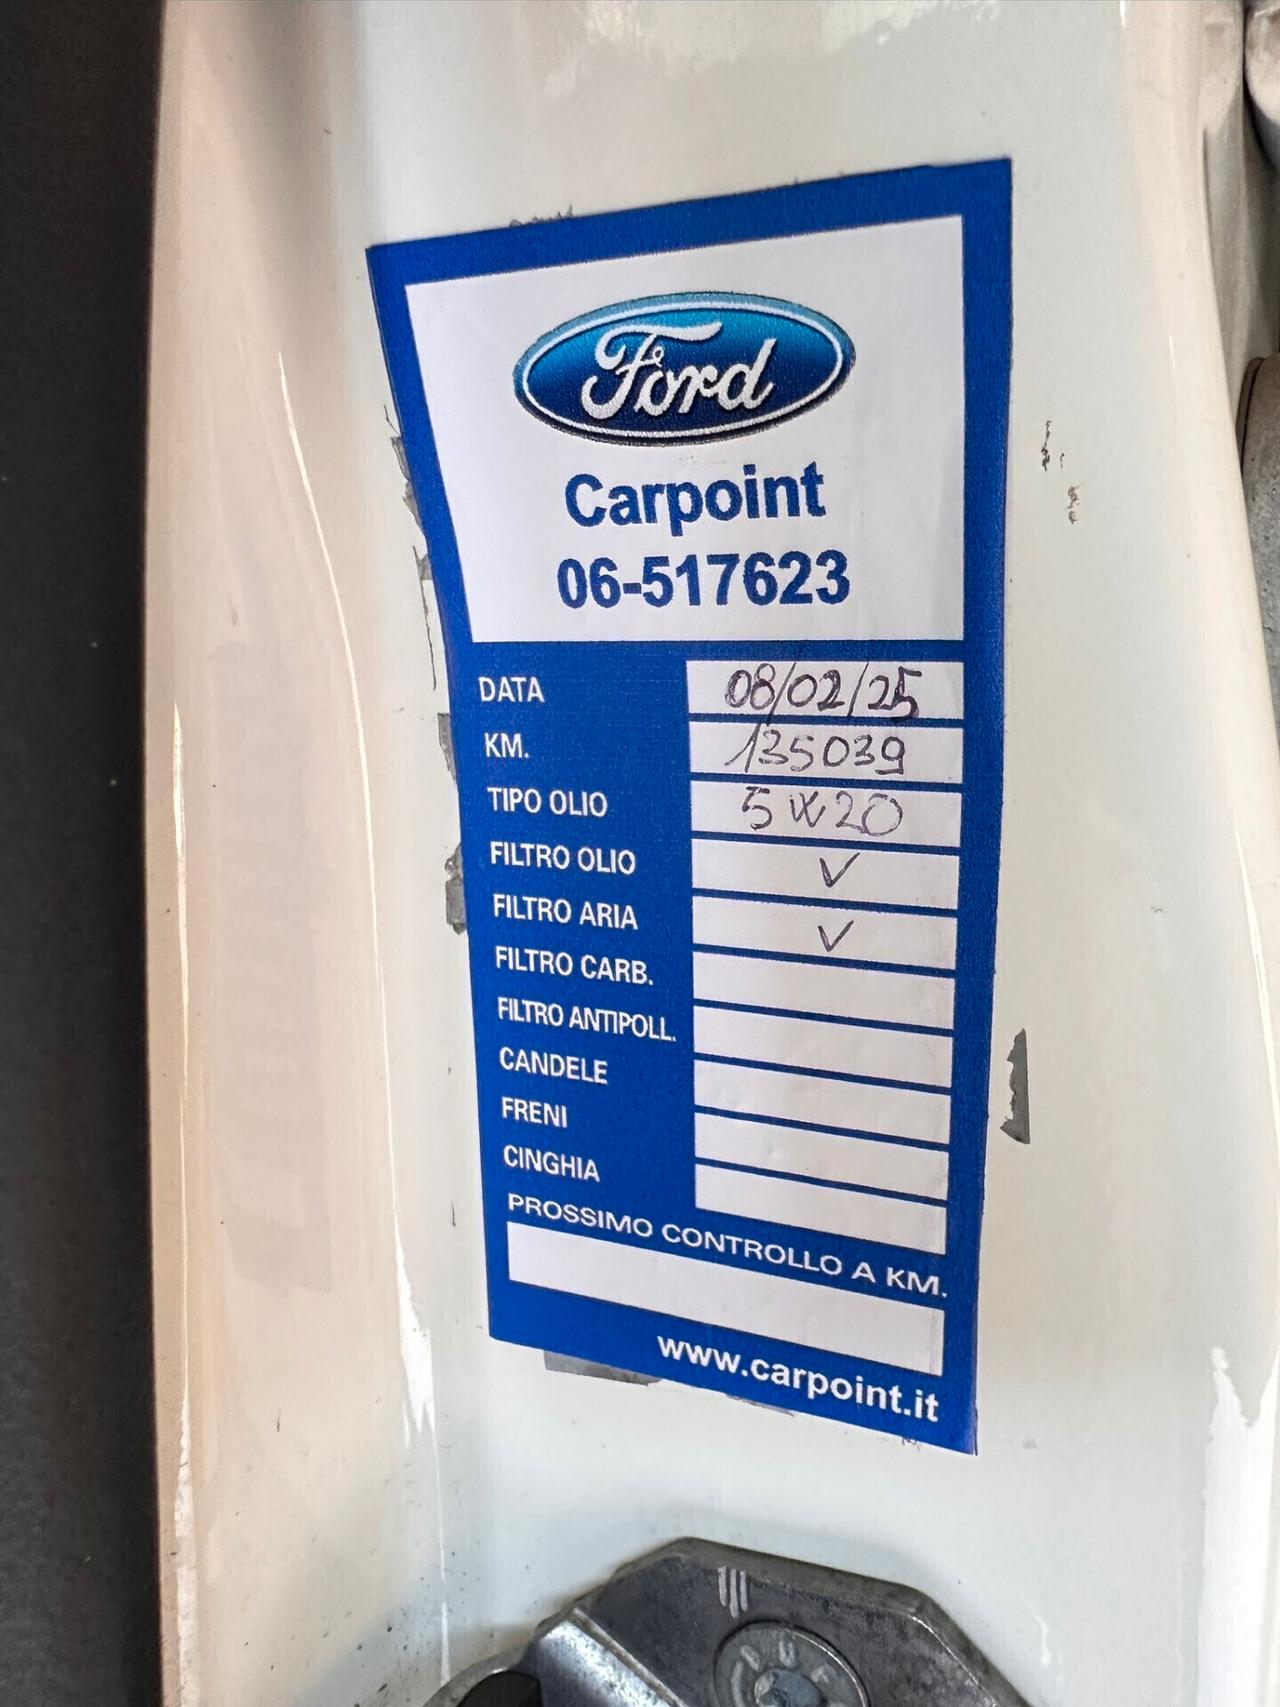 Ford
Carpoint
06-517623
DATA 08/02/25
KM. 135039
TIPO OLIO 5W20
FILTRO OLIO ✓
FILTRO ARIA ✓
FILTRO CARB.
FILTRO ANTIPOLL.
CANDELE
FRENI
CINGHIA
PROSSIMO CONTROLLO A KM.
www.carpoint.it